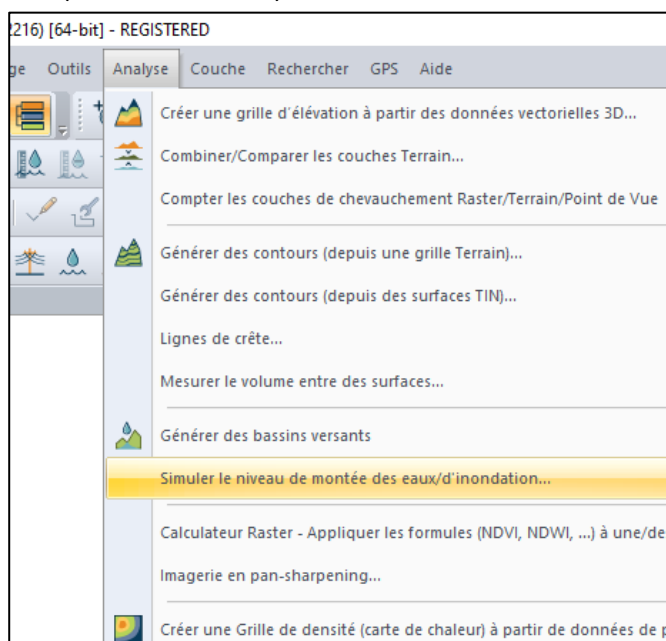 2216) [64-bit] - REGISTERED
ge Outils Analyse Couche Rechercher GPS Aide
Créer une grille d'élévation à partir des données vectorielles 3D...
Combiner/Comparer les couches Terrain...
Compter les couches de chevauchement Raster/Terrain/Point de Vue
Générer des contours (depuis une grille Terrain)...
Générer des contours (depuis des surfaces TIN)...
Lignes de crête...
Mesurer le volume entre des surfaces...
Générer des bassins versants
Simuler le niveau de montée des eaux/d'inondation...
Calculateur Raster - Appliquer les formules (NDVI, NDWI, ...) à une/de
Imagerie en pan-sharpening...
Créer une Grille de densité (carte de chaleur) à partir de données de p